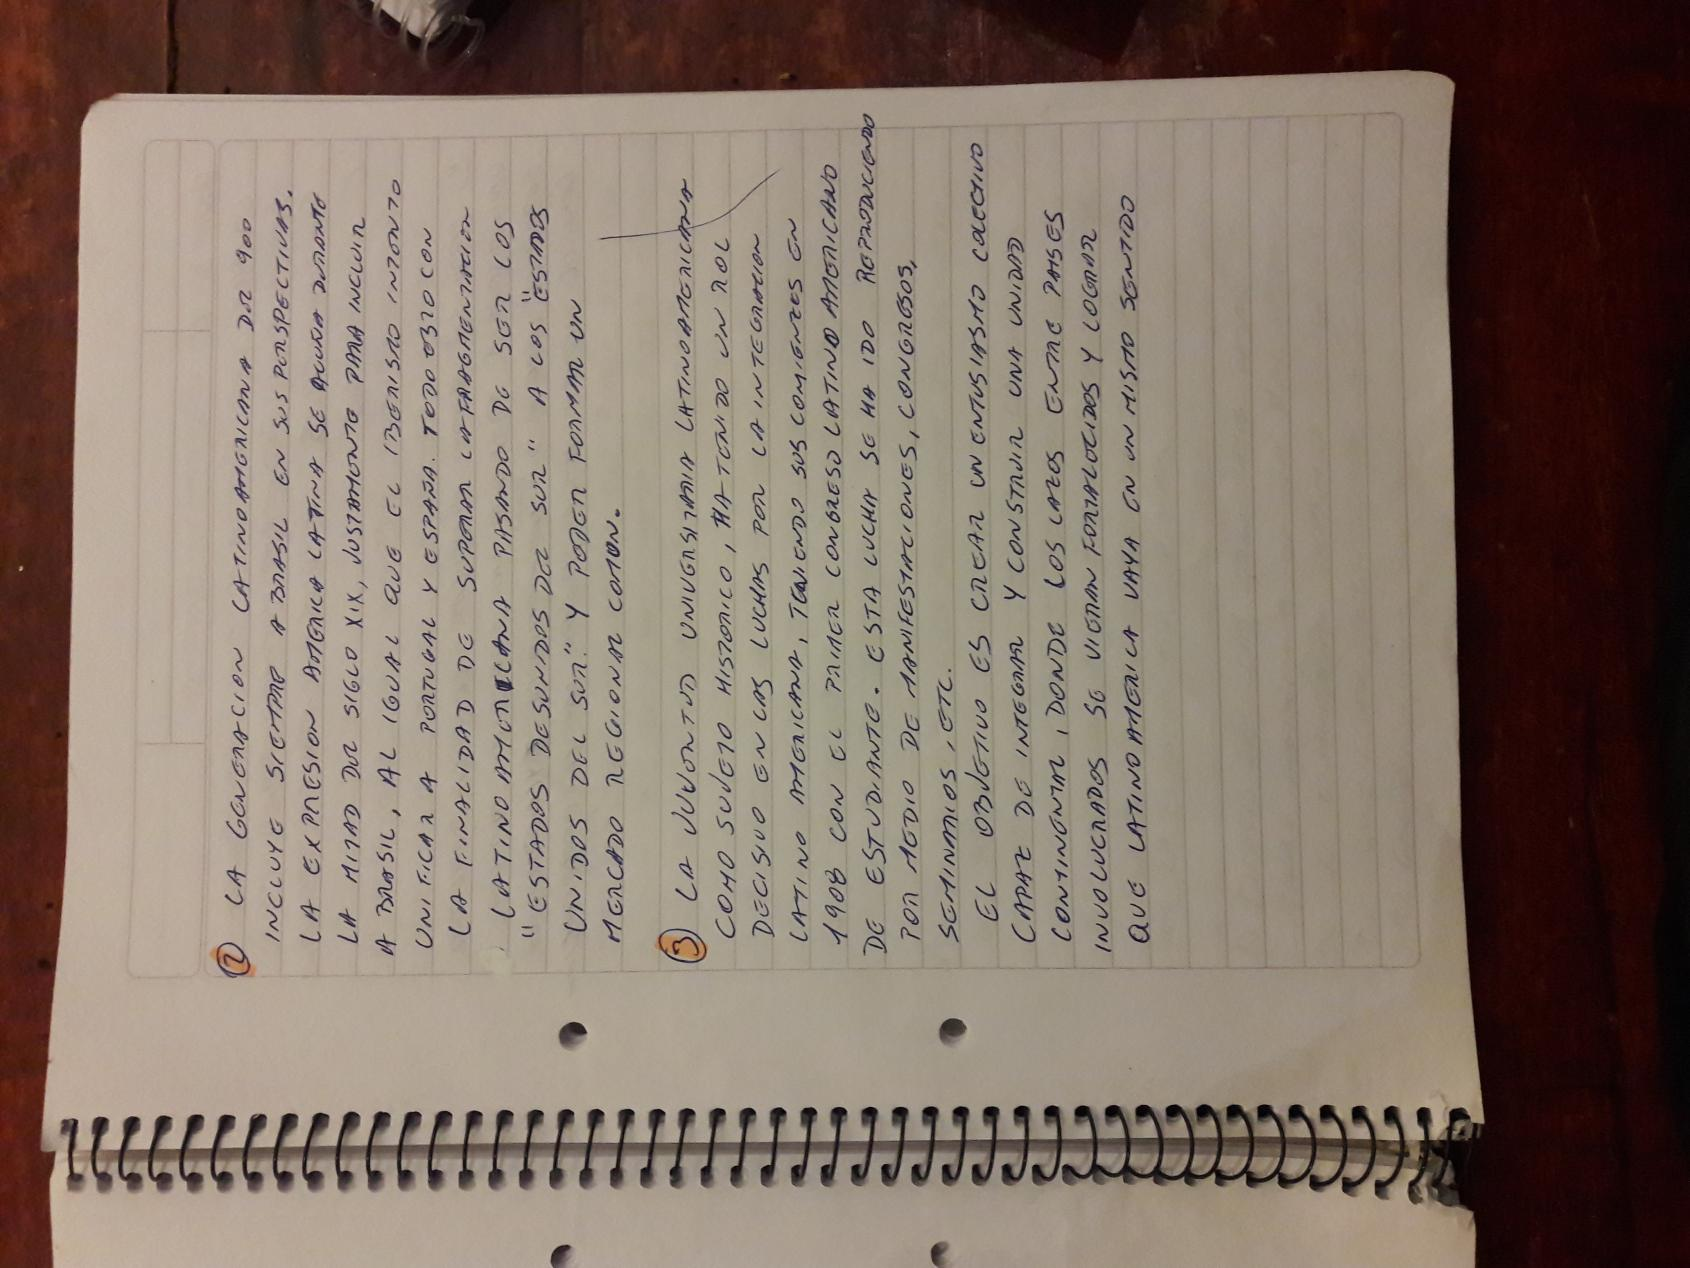 ② LA GENERACION LATINOAMERICANA DEL 900
INCLUYE SIEMPRE A BRASIL EN SUS PERSPECTIVAS.
LA EXPRESION AMERICA LATINA SE ACUÑA DURANTE
LA MITAD DEL SIGLO XIX, JUSTAMENTE PARA INCLUIR
A BRASIL, AL IGUAL QUE EL IBERISMO INTENTO
UNIFICAR A PORTUGAL Y ESPAÑA. TODO ESTO CON
LA FINALIDAD DE SUPERAR LA FRAGMENTACION
LATINOAMERICANA PASANDO DE SER LOS
"ESTADOS DESUNIDOS DEL SUR" A LOS "ESTADOS
UNIDOS DEL SUR" Y PODER FORMAR UN
MERCADO REGIONAL COMUN.
③ LA JUVENTUD UNIVERSITARIA LATINOAMERICANA
COMO SUJETO HISTORICO, HA TENIDO UN ROL
DECISIVO EN LAS LUCHAS POR LA INTEGRACION
LATINO AMERICANA, TENIENDO SUS COMIENZOS EN
1908 CON EL PRIMER CONGRESO LATINO AMERICANO
DE ESTUDIANTE. ESTA LUCHA SE HA IDO REPRODUCIENDO
POR MEDIO DE MANIFESTACIONES, CONGRESOS,
SEMINARIOS, ETC.
EL OBJETIVO ES CREAR UN ENTUSIASMO COLECTIVO
CAPAZ DE INTEGRAR Y CONSTRUIR UNA UNIDAD
CONTINENTAL, DONDE LOS LAZOS ENTRE PAISES
INVOLUCRADOS SE VIERAN FORTALECIDOS Y LOGRAR
QUE LATINOAMERICA VAYA EN UN MISMO SENTIDO